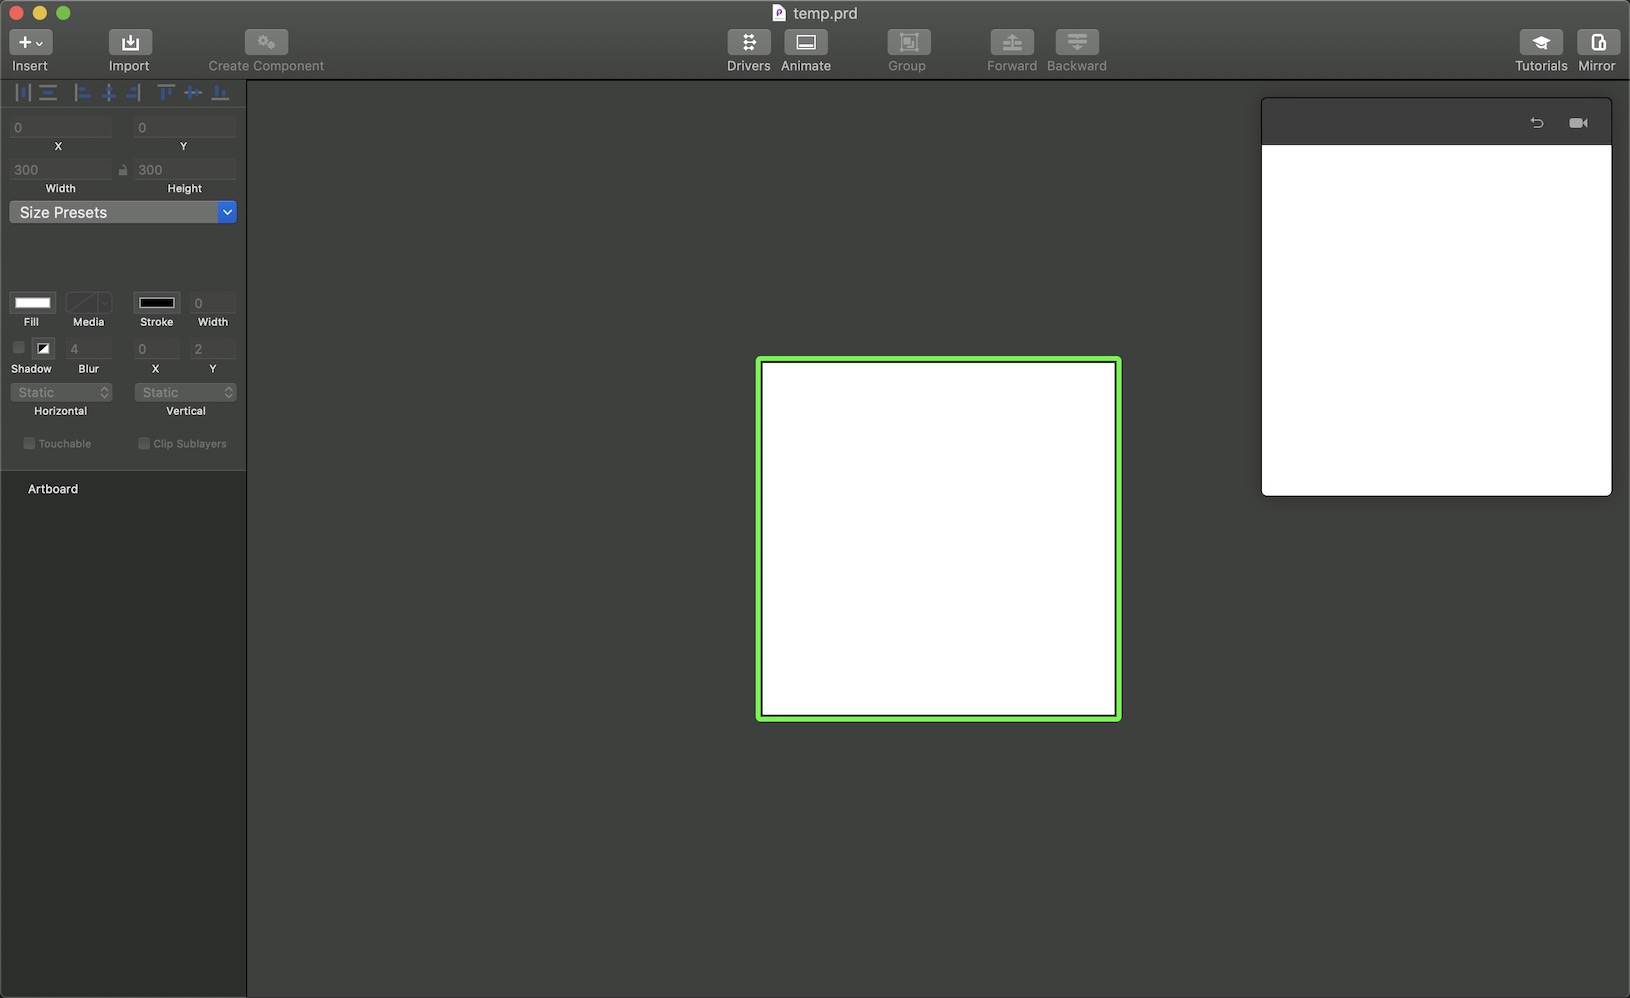 temp.prd
Insert
Import
Create Component
Drivers
Animate
Group
Forward
Backward
Tutorials
Mirror
0
0
X
Y
300
300
Width
Height
Size Presets
0
Fill
Media
Stroke
Width
4
0
2
Shadow
Blur
X
Y
Static
Static
Horizontal
Vertical
Touchable
Clip Sublayers
Artboard